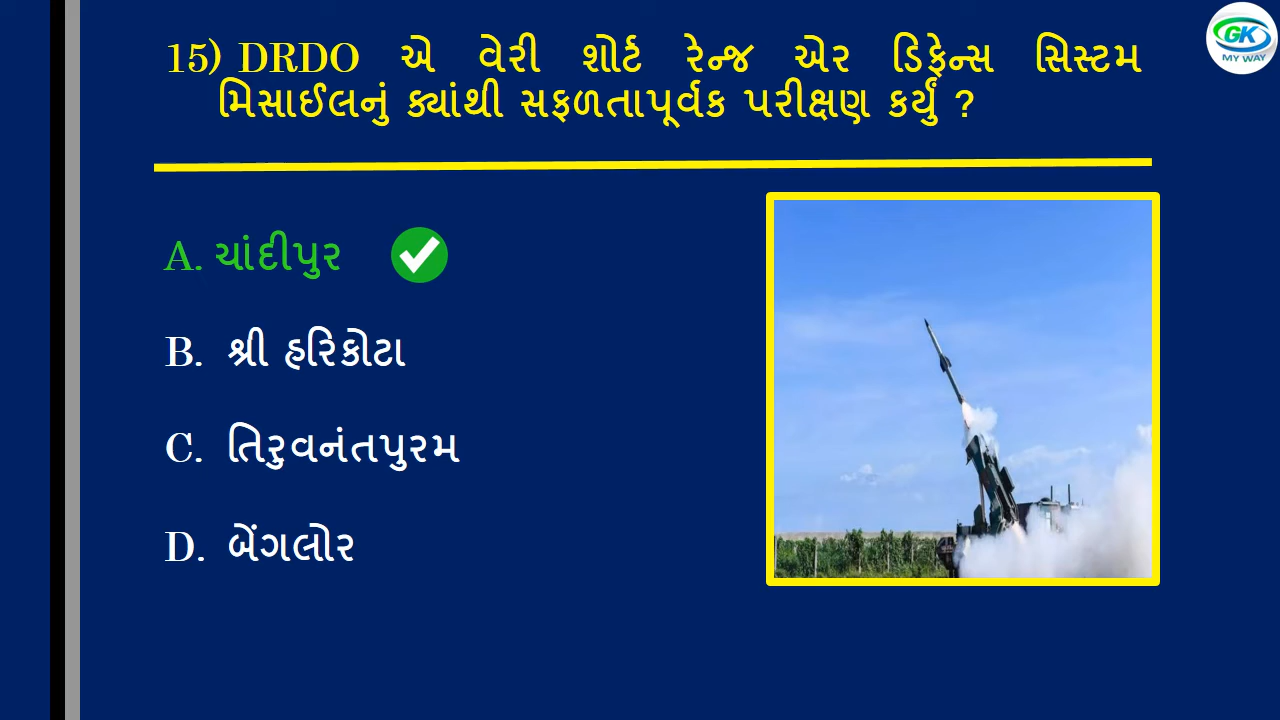 GK
MY WAY
15) DRDO એ વેરી શોર્ટ રેન્જ એર ડિફેન્સ સિસ્ટમ
મિસાઈલનું ક્યાંથી સફળતાપૂર્વક પરીક્ષણ કર્યું ?
A. ચાંદીપુર
B. શ્રી હરિકોટા
C. તિરુવનંતપુરમ
D. બેંગલોર